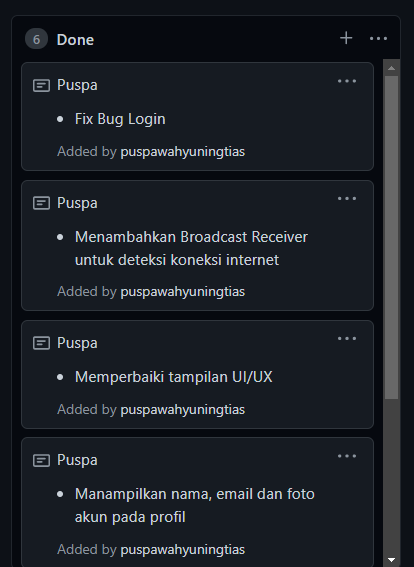 6 Done
Puspa
Fix Bug Login
Added by puspawahyuningtias
Puspa
Menambahkan Broadcast Receiver
untuk deteksi koneksi internet
Added by puspawahyuningtias
Puspa
Memperbaiki tampilan UI/UX
Added by puspawahyuningtias
Puspa
Manampilkan nama, email dan foto
akun pada profil
Added by puspawahyuningtias